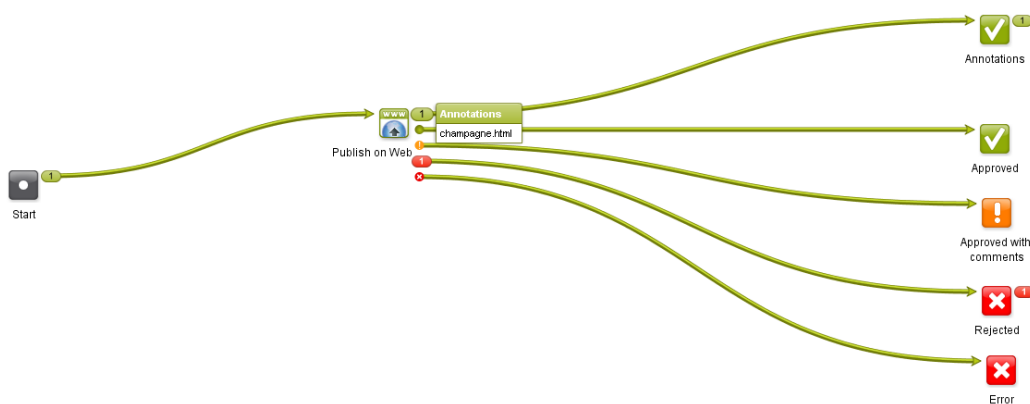 1
Annotations
www
1
Annotations
champagne.html
Publish on Web
1
1
Start
Approved
Approved with
comments
1
Rejected
Error